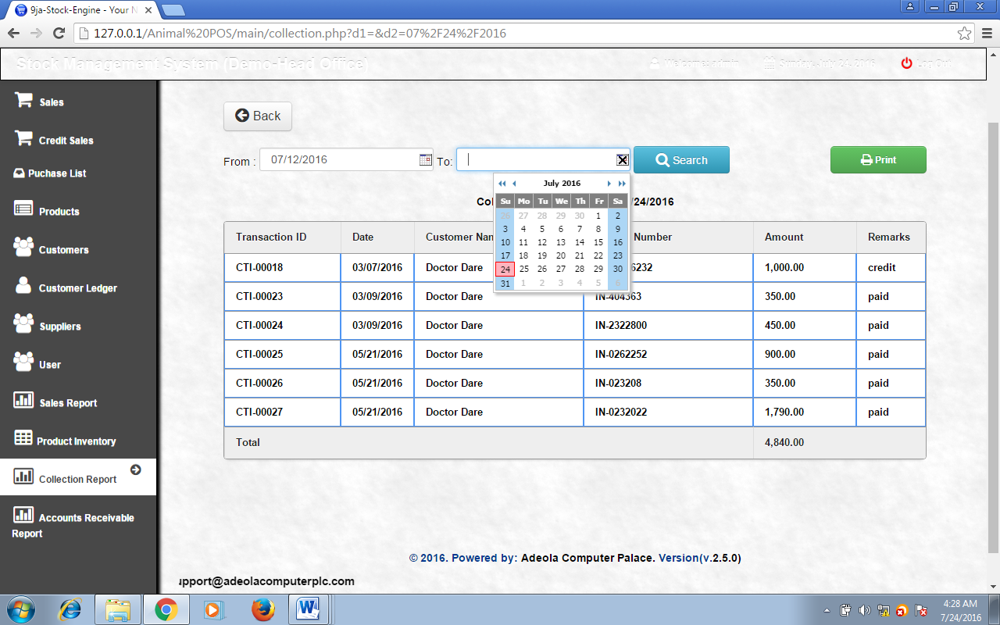 9ja-Stock-Engine - Your N
127.0.0.1/Animal%20POS/main/collection.php?d1=&d2=07%2F24%2F2016
Stock Management System (Demo-Head Office)
Welcome: admin
Sunday, July 24, 2016
Log Out
Sales
Credit Sales
Puchase List
Products
Customers
Customer Ledger
Suppliers
User
Sales Report
Product Inventory
Collection Report
Accounts Receivable
Report
Back
From : 07/12/2016 To: Search Print
July 2016
Su Mo Tu We Th Fr Sa
26 27 28 29 30 1 2
3 4 5 6 7 8 9
10 11 12 13 14 15 16
17 18 19 20 21 22 23
24 25 26 27 28 29 30
31 1 2 3 4 5 6
Col /24/2016
Transaction ID Date Customer Nan Number Amount Remarks
CTI-00018 03/07/2016 Doctor Dare 6232 1,000.00 credit
CTI-00023 03/09/2016 Doctor Dare IN-404363 350.00 paid
CTI-00024 03/09/2016 Doctor Dare IN-2322800 450.00 paid
CTI-00025 05/21/2016 Doctor Dare IN-0262252 900.00 paid
CTI-00026 05/21/2016 Doctor Dare IN-023208 350.00 paid
CTI-00027 05/21/2016 Doctor Dare IN-0232022 1,790.00 paid
Total 4,840.00
© 2016. Powered by: Adeola Computer Palace. Version(v.2.5.0)
upport@adeolacomputerplc.com
4:28 AM
7/24/2016